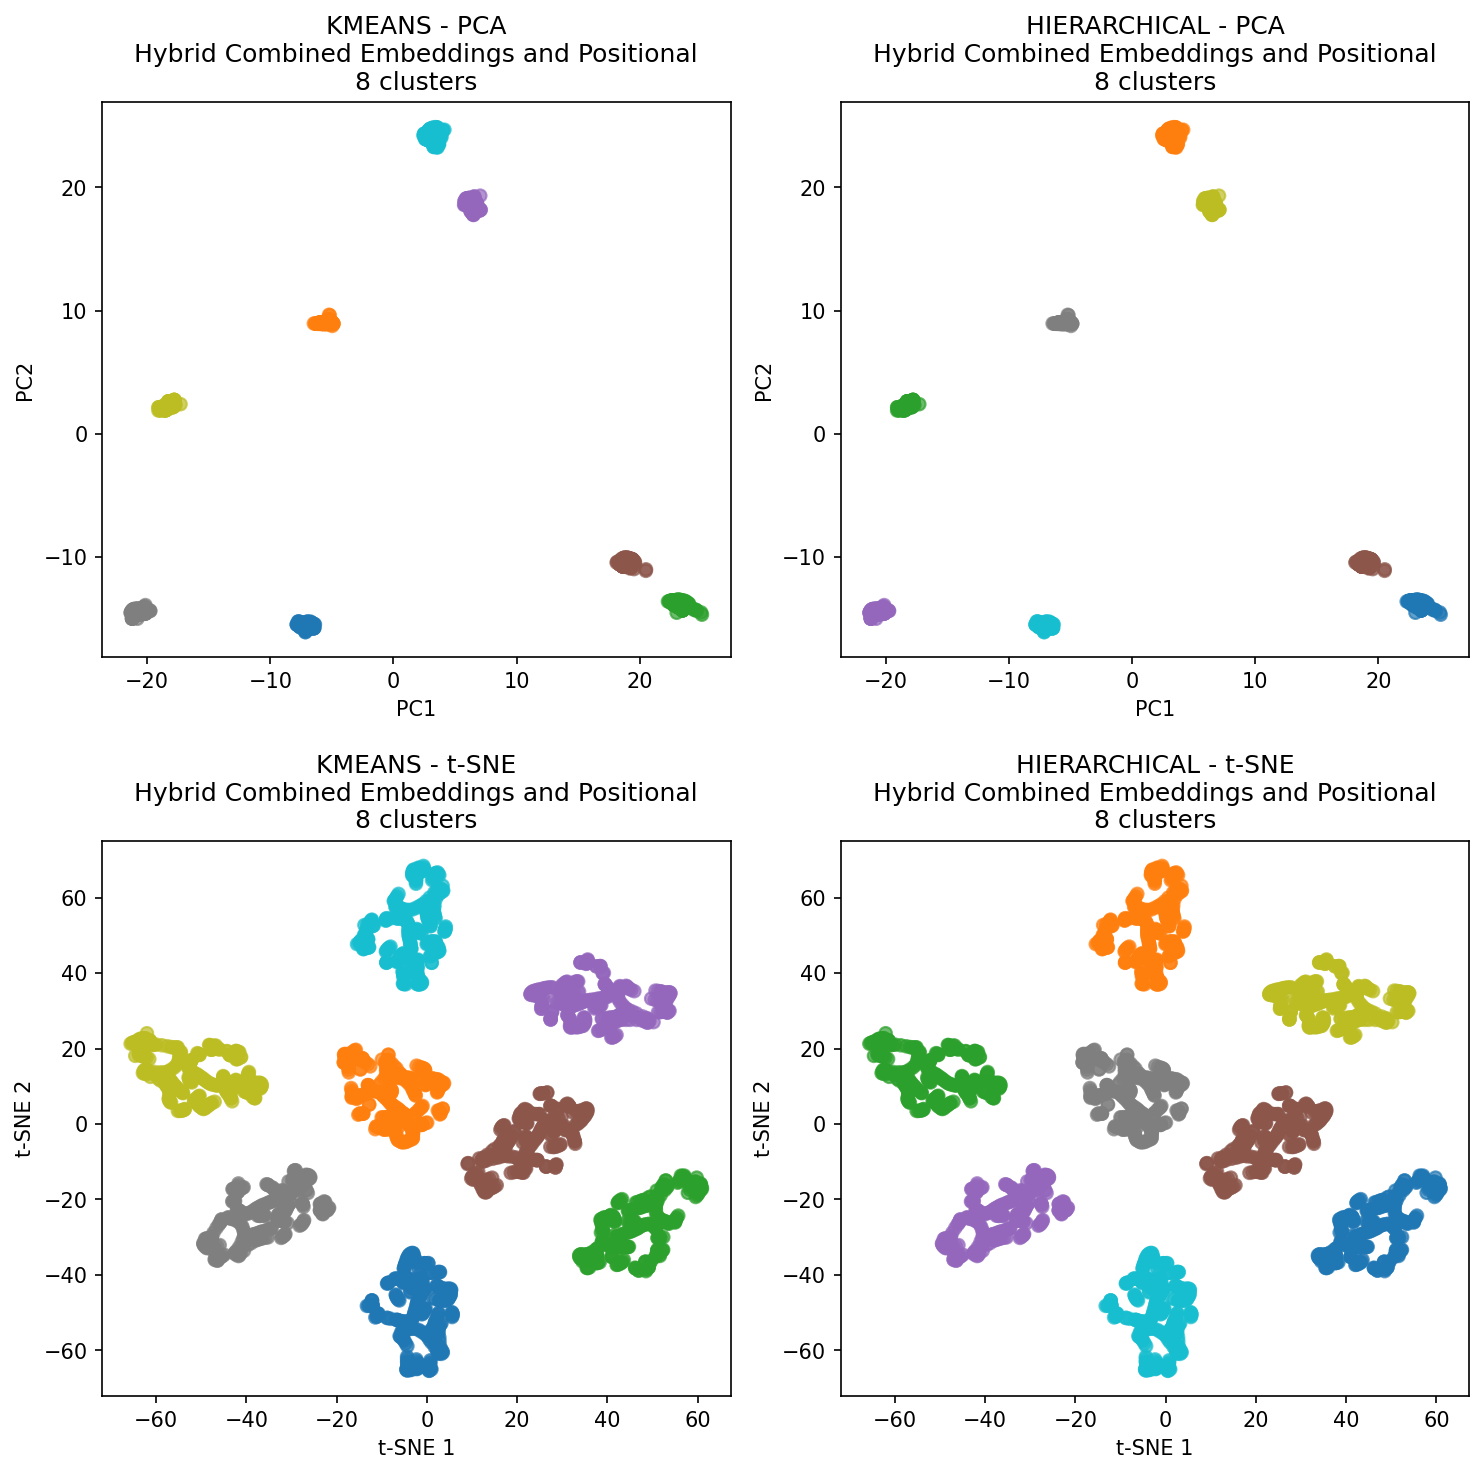 KMEANS - PCA
Hybrid Combined Embeddings and Positional
8 clusters
PC2
20
10
0
−10
−20 −10 0 10 20
PC1
HIERARCHICAL - PCA
Hybrid Combined Embeddings and Positional
8 clusters
PC2
20
10
0
−10
−20 −10 0 10 20
PC1
KMEANS - t-SNE
Hybrid Combined Embeddings and Positional
8 clusters
t-SNE 2
60
40
20
0
−20
−40
−60
−60 −40 −20 0 20 40 60
t-SNE 1
HIERARCHICAL - t-SNE
Hybrid Combined Embeddings and Positional
8 clusters
t-SNE 2
60
40
20
0
−20
−40
−60
−60 −40 −20 0 20 40 60
t-SNE 1